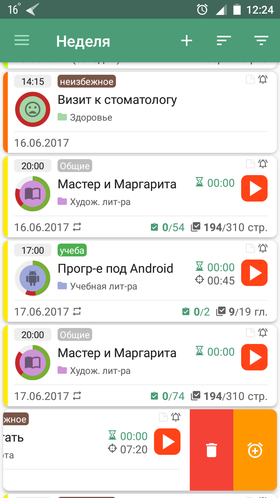 16° 12:24
Неделя
14:15 неизбежное
Визит к стоматологу
Здоровье
16.06.2017
20:00 Общие
Мастер и Маргарита 00:00
Худож. лит-ра
16.06.2017 0/54 194/310 стр.
17:00 учеба
Прогр-е под Android 00:00
00:45
Учебная лит-ра
17.06.2017 0/2 9/19 гл.
20:00 Общие
Мастер и Маргарита 00:00
Худож. лит-ра
17.06.2017 0/74 194/310 стр.
жное
тать 00:00
ота 07:20